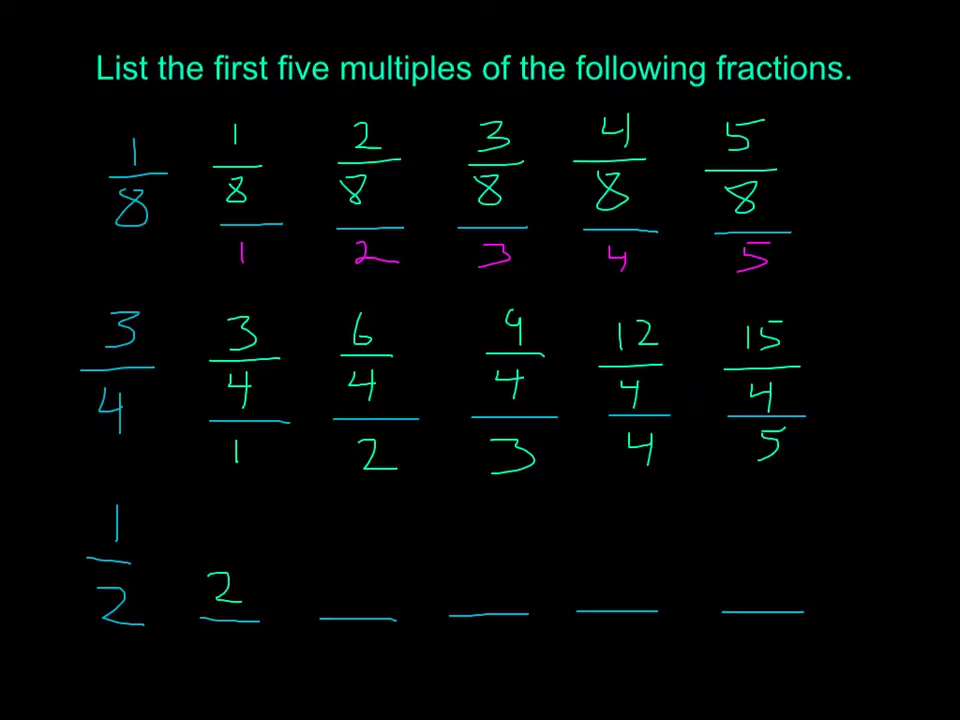 List the first five multiples of the following fractions.
1/8 1/8 2/8 3/8 4/8 5/8
1 2 3 4 5
3/4 3/4 6/4 9/4 12/4 15/4
1 2 3 4 5
1/2 2